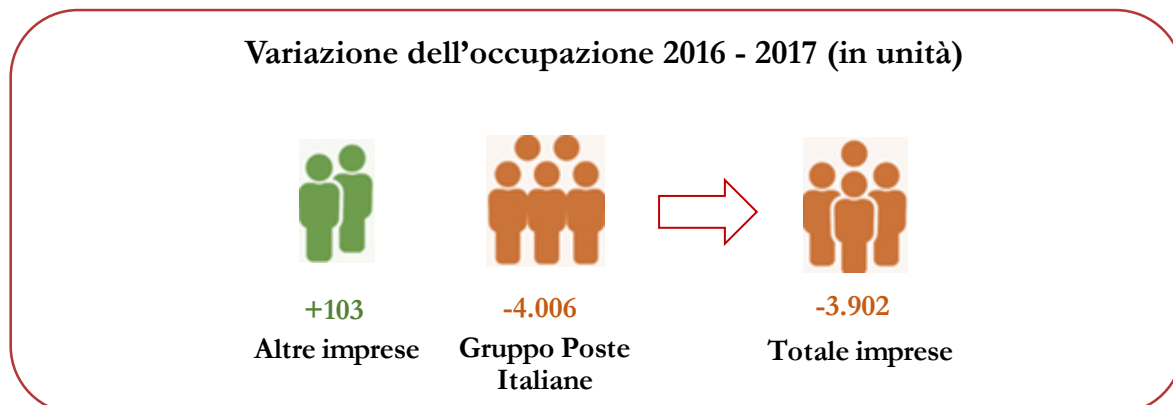 Variazione dell’occupazione 2016 - 2017 (in unità)
+103
Altre imprese
-4.006
Gruppo Poste
Italiane
-3.902
Totale imprese